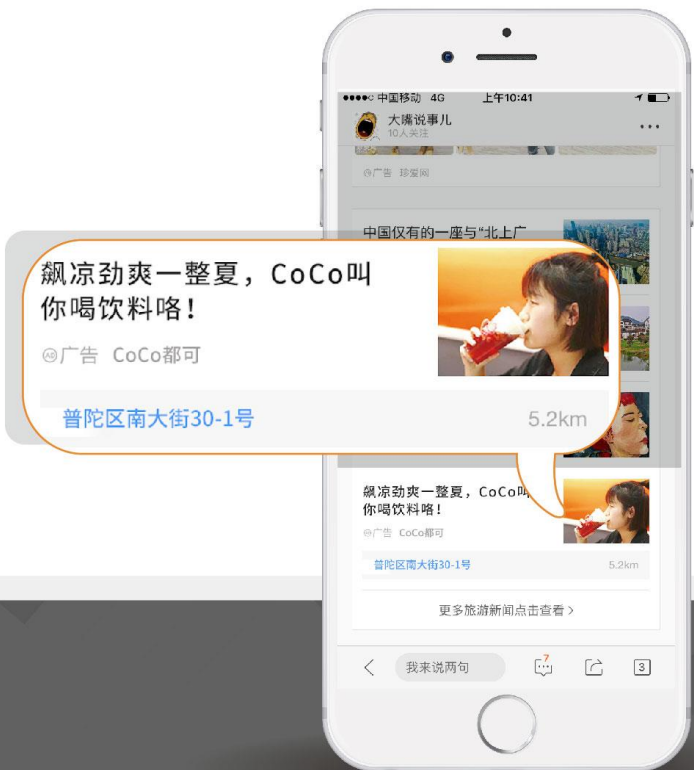 中国移动 4G 上午10:41
大嘴说事儿
10人关注
广告 珍爱网
中国仅有的一座与“北上广
飙凉劲爽一整夏，CoCo叫
你喝饮料咯！
AD广告 CoCo都可
普陀区南大街30-1号 5.2km
飙凉劲爽一整夏，CoCo叫
你喝饮料咯！
广告 CoCo都可
普陀区南大街30-1号 5.2km
更多旅游新闻点击查看>
我来说两句 7 3